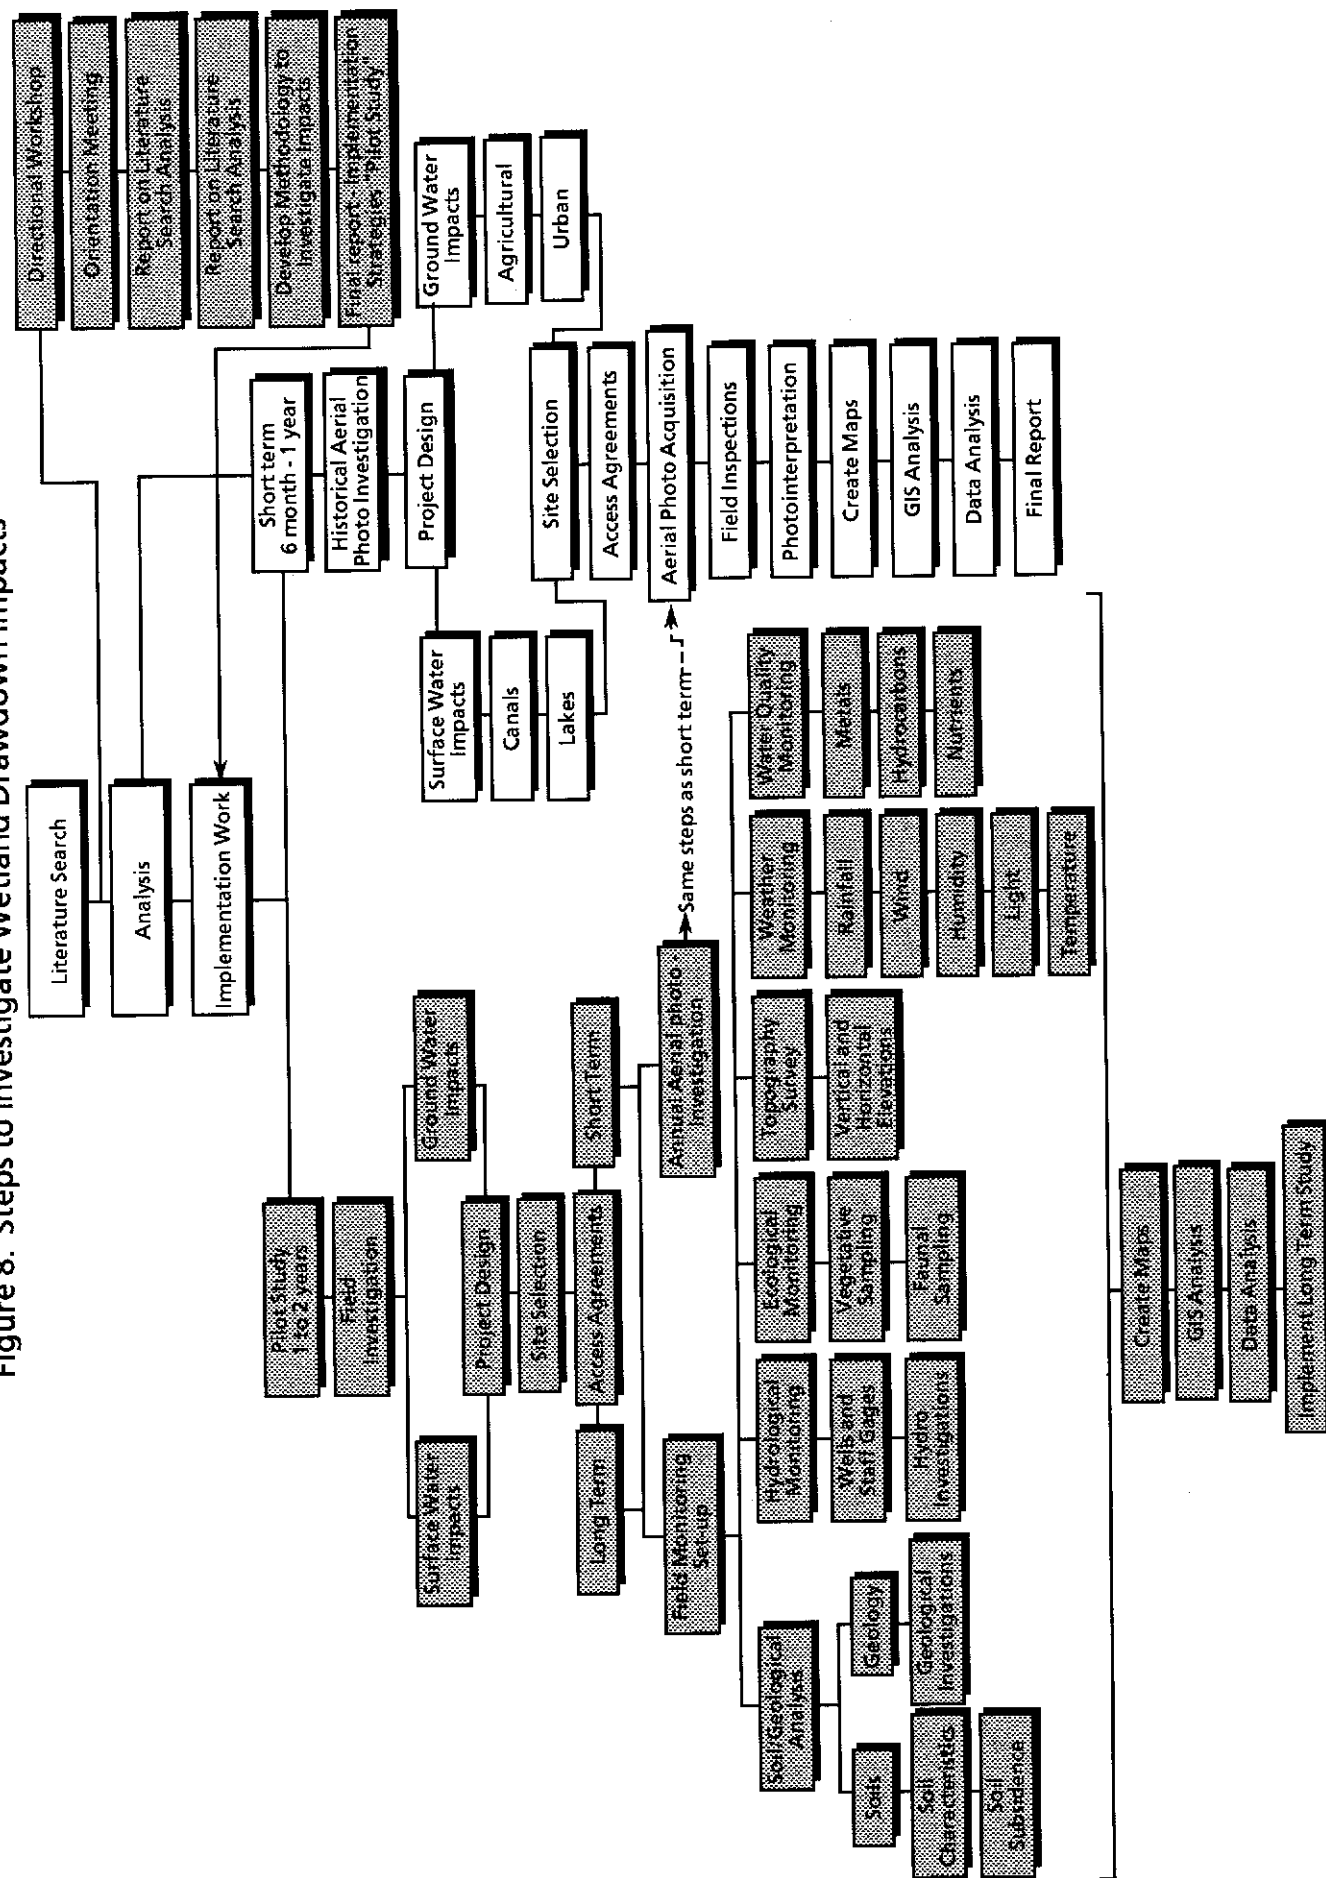 Figure 8. Steps to Investigate Wetland Drawdown Impacts
Literature Search
Analysis
Implementation Work
Directional Workshop
Orientation Meeting
Report on Literature
Search Analysis
Report on Literature
Search Analysis
Develop Methodology to
Investigate Impacts
Final report - Implementation
Strategies "Pilot Study"
Short term
6 month - 1 year
Historical Aerial
Photo Investigation
Project Design
Surface Water
Impacts
Canals
Lakes
Ground Water
Impacts
Agricultural
Urban
Site Selection
Access Agreements
Aerial Photo Acquisition
Field Inspections
Photointerpretation
Create Maps
GIS Analysis
Data Analysis
Final Report
Pilot Study
1 to 2 years
Field
Investigation
Surface Water
Impacts
Ground Water
Impacts
Project Design
Site Selection
Long Term
Access Agreements
Short Term
Field Monitoring
Set-up
Annual Aerial photo -
Investigation
Same steps as short term
Soil/Geological
Analysis
Soils
Soil
Characteristics
Soil
Subsidence
Geology
Geological
Investigations
Hydrological
Monitoring
Wells and
Staff Gages
Hydro
Investigations
Ecological
Monitoring
Vegetative
Sampling
Faunal
Sampling
Topography
Survey
Vertical and
Horizontal
Elevations
Weather
Monitoring
Rainfall
Wind
Humidity
Light
Temperature
Water Quality
Monitoring
Metals
Hydrocarbons
Nutrients
Create Maps
GIS Analysis
Data Analysis
Implement Long Term Study